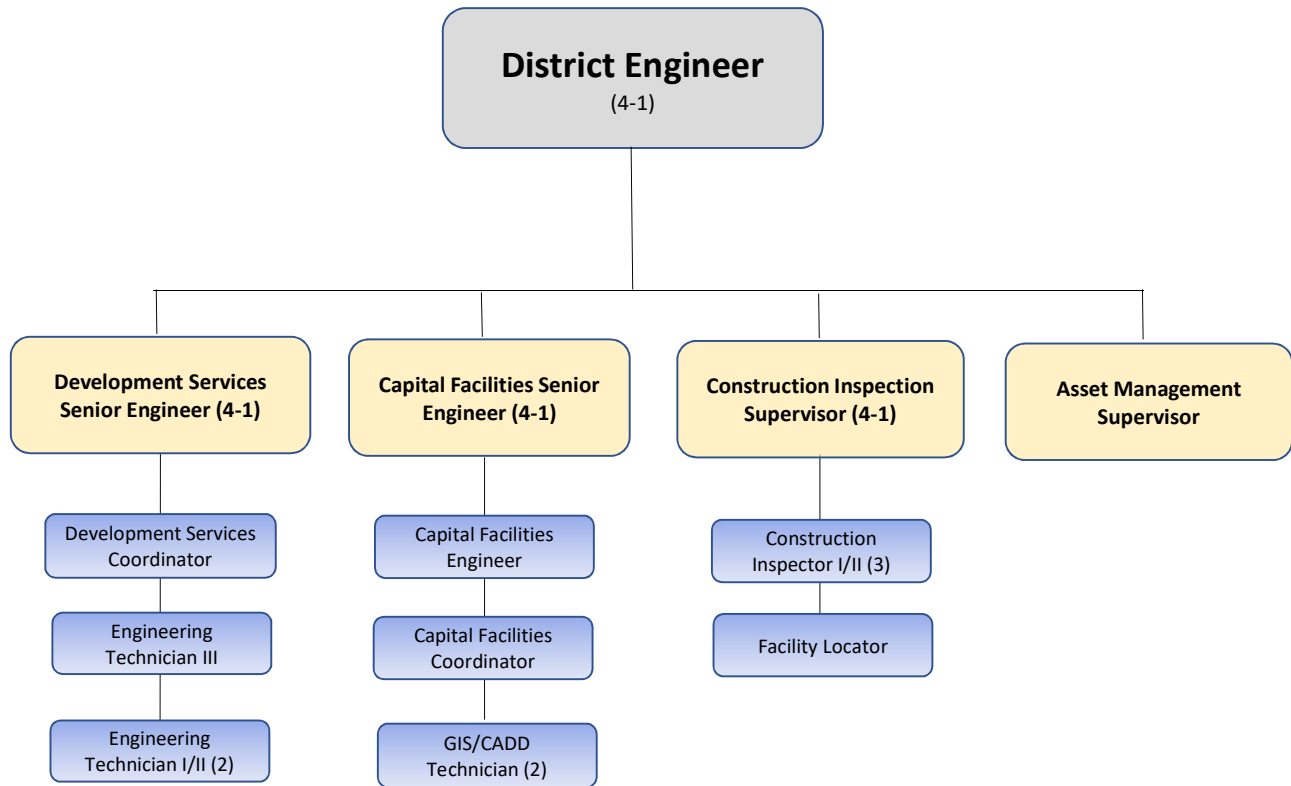 District Engineer
(4-1)
Development Services
Senior Engineer (4-1)
Capital Facilities Senior
Engineer (4-1)
Construction Inspection
Supervisor (4-1)
Asset Management
Supervisor
Development Services
Coordinator
Engineering
Technician III
Engineering
Technician I/II (2)
Capital Facilities
Engineer
Capital Facilities
Coordinator
GIS/CADD
Technician (2)
Construction
Inspector I/II (3)
Facility Locator